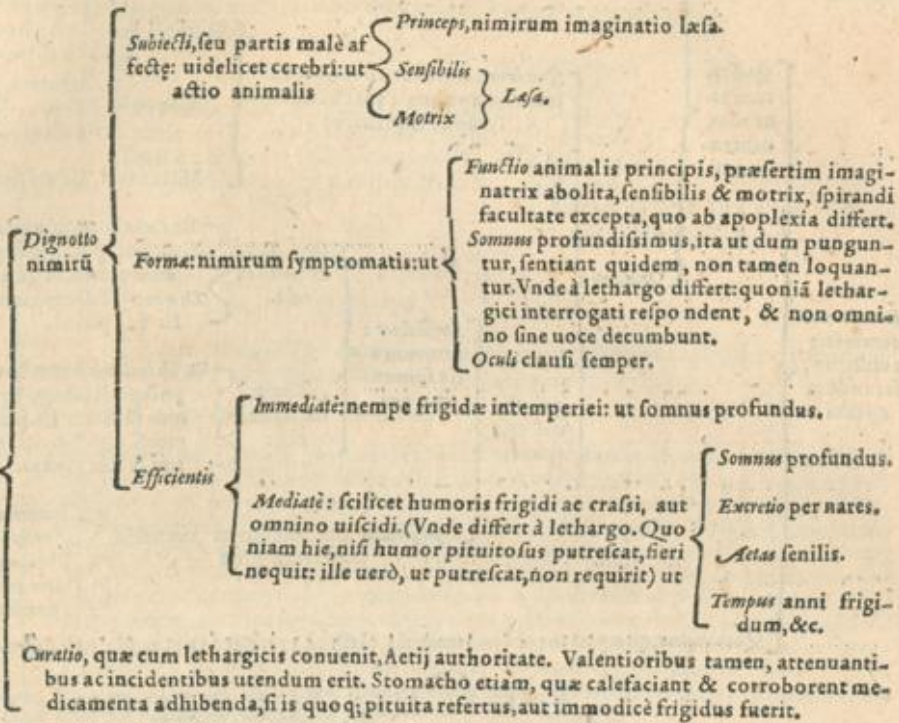 Princeps, nimirum imaginatio læsa.
Subiecti, seu partis malè af
fectę: uidelicet cerebri: ut
actio animalis
Sensibilis
Motrix
Læsa.
Functio animalis principis, præsertim imagi-
natrix abolita, sensibilis & motrix, spirandi
facultate excepta, quo ab apoplexia differt.
Dignotto
nimirũ
Formæ: nimirum symptomatis: ut
Somnus profundissimus, ita ut dum pungun-
tur, sentiant quidem, non tamen loquan-
tur. Vnde à lethargo differt: quoniã lethar-
gici interrogati respo ndent, & non omni-
no sine uoce decumbunt.
Oculi clausi semper.
Immediatè: nempe frigidæ intemperiei: ut somnus profundus.
Efficientis
Mediatè: scilicet humoris frigidi ac crassi, aut
omnino uiscidi. (Vnde differt à lethargo. Quo
niam hic, nisi humor pituitosus putrescat, fieri
nequit: ille uerò, ut putrescat, non requirit) ut
Somnus profundus.
Excretio per nares.
Aetas senilis.
Tempus anni frigi-
dum, &c.
Curatio, quæ cum lethargicis conuenit, Aetij authoritate. Valentioribus tamen, attenuanti-
bus ac incidentibus utendum erit. Stomacho etiàm, quæ calefaciant & corroborent me-
dicamenta adhibenda, si is quoq; pituita refertus, aut immodicè frigidus fuerit.